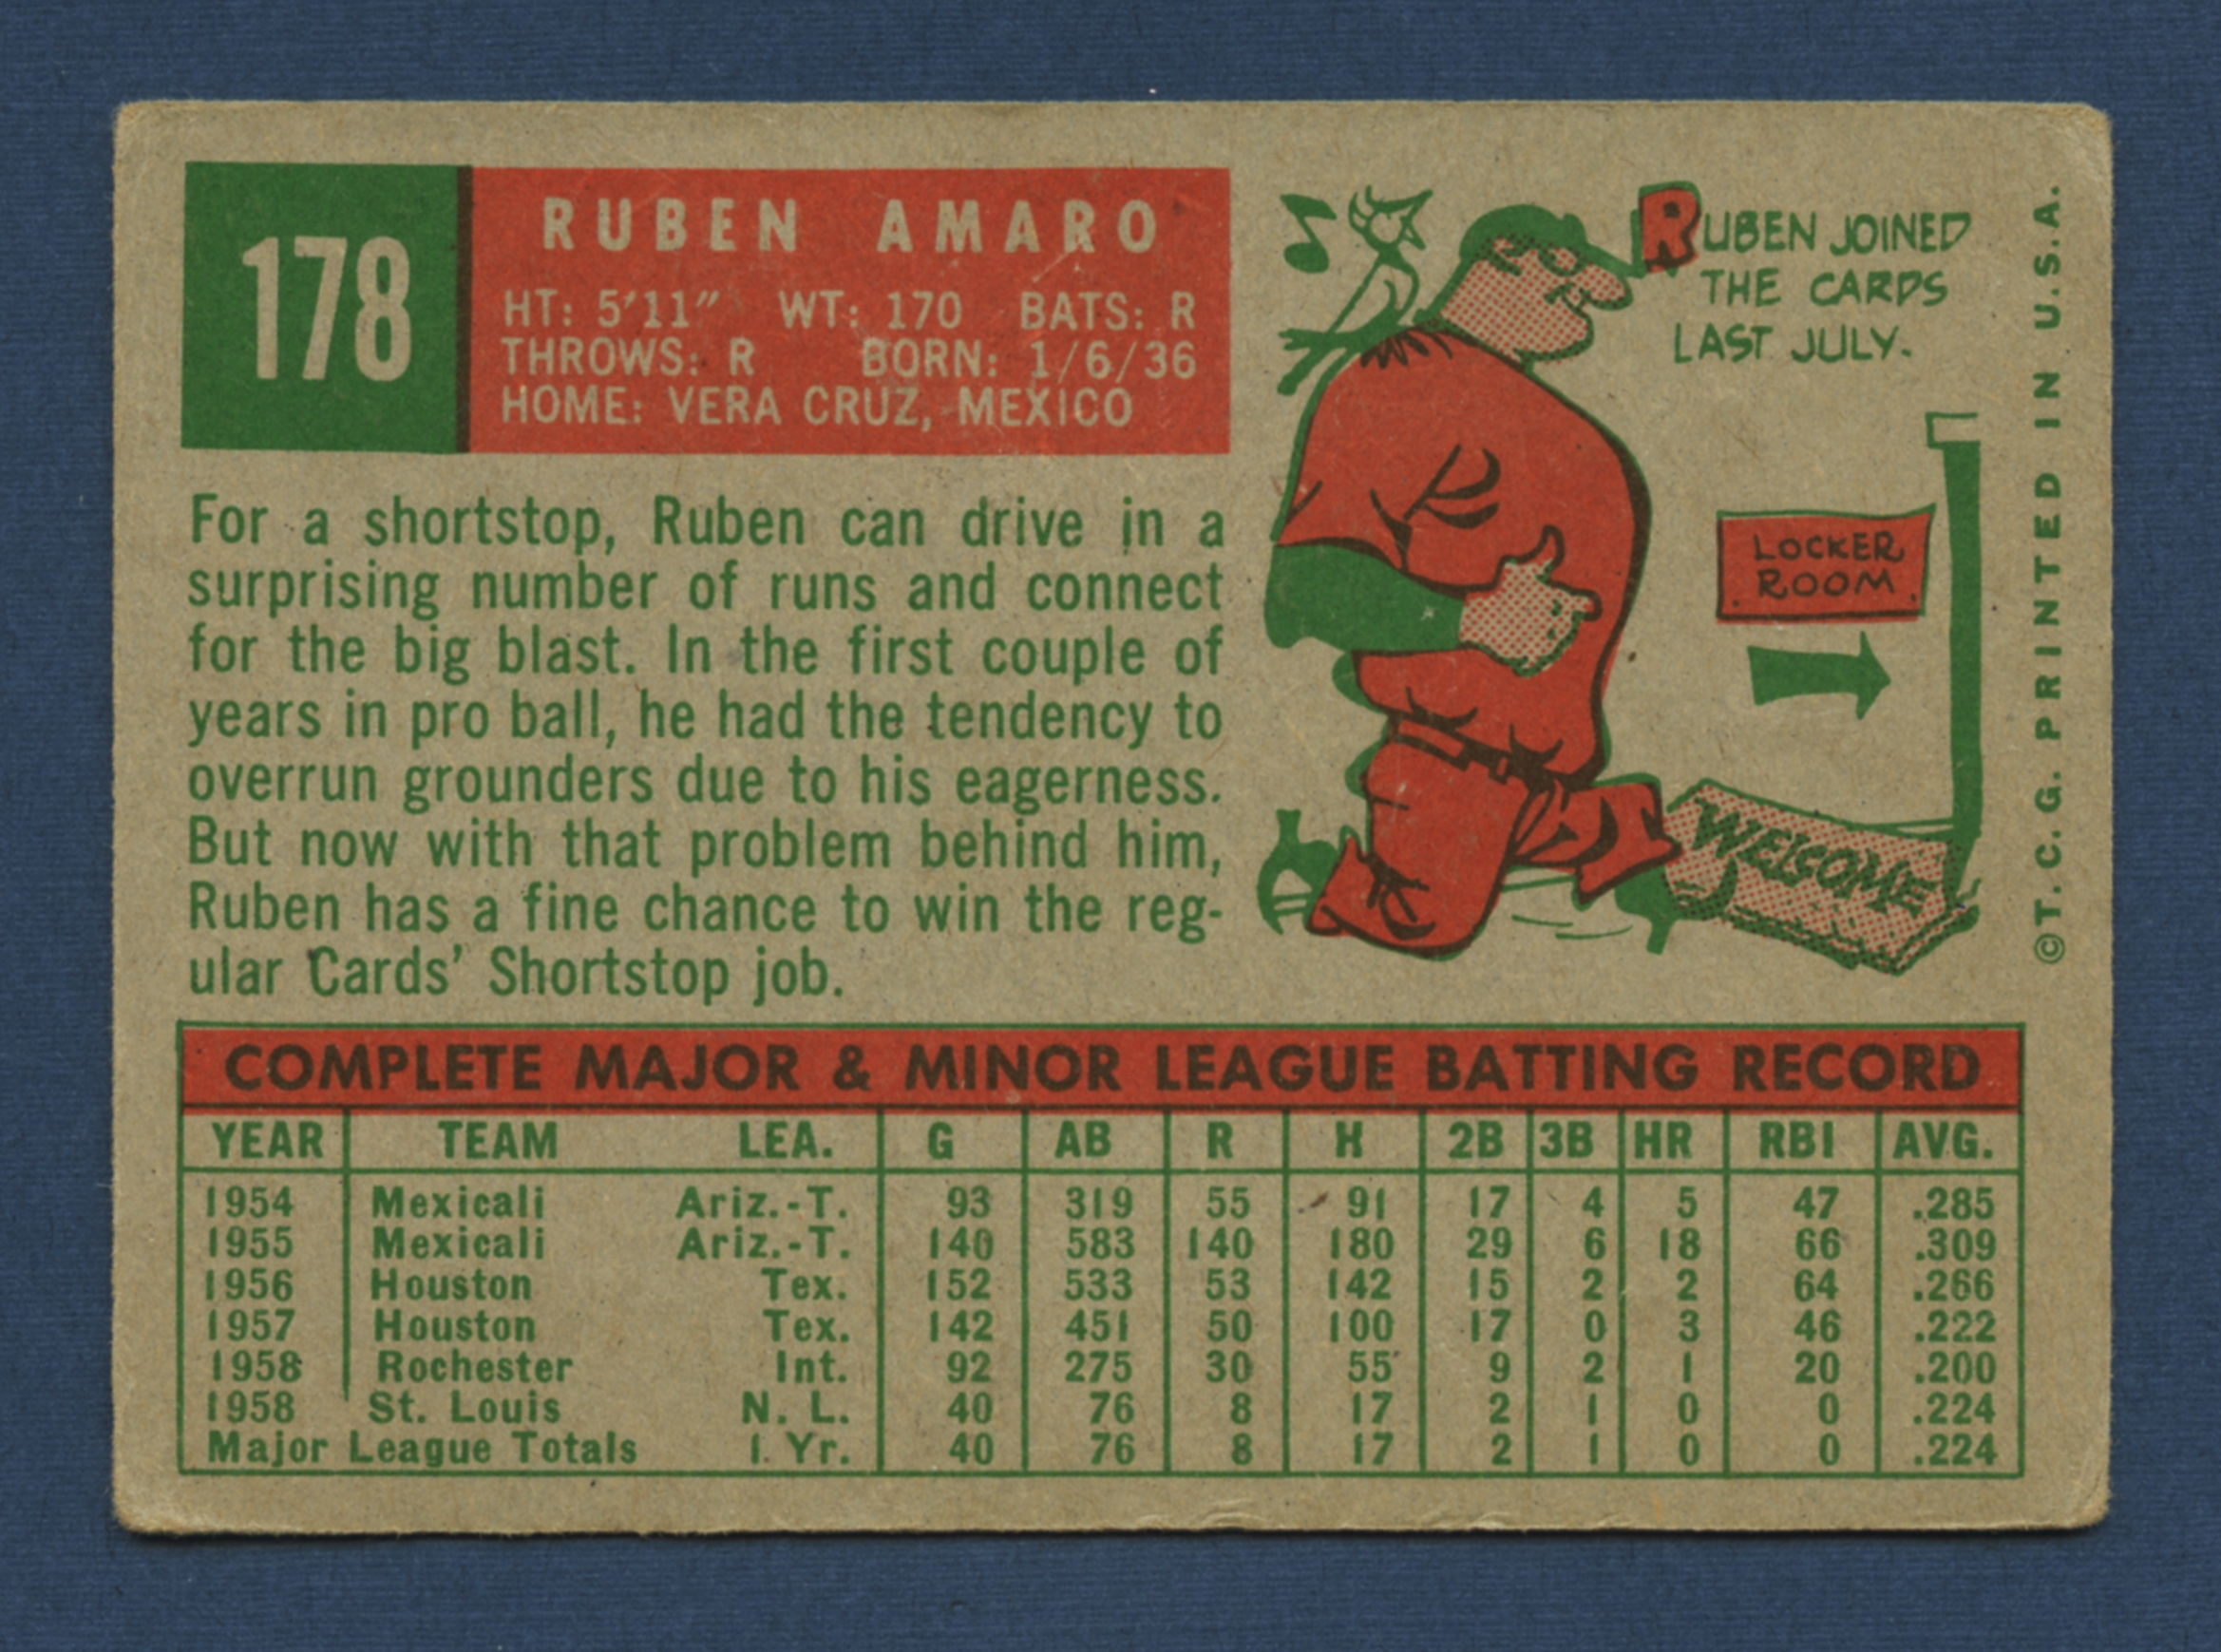 178
RUBEN AMARO
HT: 5'11" WT: 170 BATS: R
THROWS: R BORN: 1/6/36
HOME: VERA CRUZ, MEXICO
For a shortstop, Ruben can drive in a
surprising number of runs and connect
for the big blast. In the first couple of
years in pro ball, he had the tendency to
overrun grounders due to his eagerness.
But now with that problem behind him,
Ruben has a fine chance to win the reg-
ular Cards' Shortstop job.
RUBEN JOINED
THE CARDS
LAST JULY.
LOCKER
ROOM
WELCOME
©T.C.G. PRINTED IN U.S.A.
COMPLETE MAJOR & MINOR LEAGUE BATTING RECORD
YEAR TEAM LEA. G AB R H 2B 3B HR RBI AVG.
1954 Mexicali Ariz.-T. 93 319 55 91 17 4 5 47 .285
1955 Mexicali Ariz.-T. 140 583 140 180 29 6 18 66 .309
1956 Houston Tex. 152 533 53 142 15 2 2 64 .266
1957 Houston Tex. 142 451 50 100 17 0 3 46 .222
1958 Rochester Int. 92 275 30 55 9 2 1 20 .200
1958 St. Louis N. L. 40 76 8 17 2 1 0 0 .224
Major League Totals 1 Yr. 40 76 8 17 2 1 0 0 .224